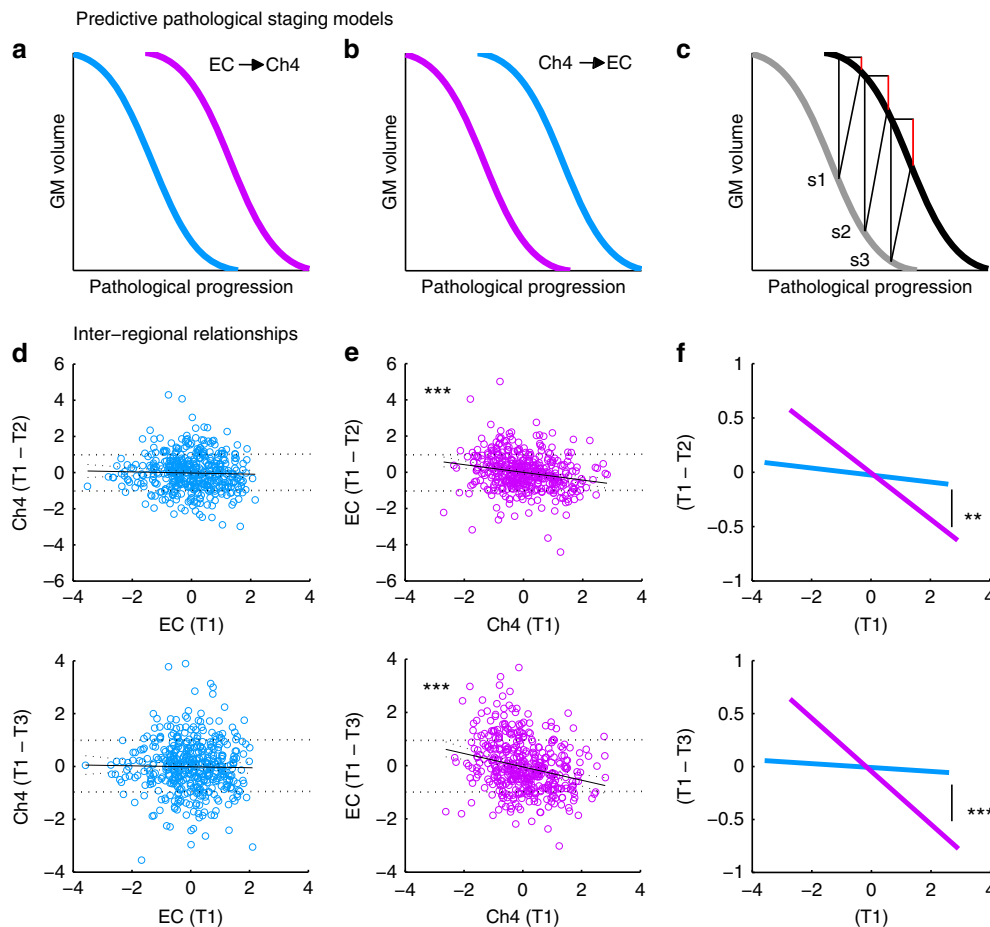 Predictive pathological staging models
a
b
c
EC → Ch4
Ch4 → EC
GM volume
GM volume
GM volume
s1
s2
s3
Pathological progression
Pathological progression
Pathological progression
Inter−regional relationships
d
e
f
6
4
2
0
−2
−4
−6
Ch4 (T1 − T2)
−4 −2 0 2 4
EC (T1)
***
6
4
2
0
−2
−4
−6
EC (T1 − T2)
−4 −2 0 2 4
Ch4 (T1)
1
0.5
0
−0.5
−1
(T1 − T2)
**
−4 −2 0 2 4
(T1)
4
2
0
−2
−4
Ch4 (T1 − T3)
−4 −2 0 2 4
EC (T1)
***
4
2
0
−2
−4
EC (T1 − T3)
−4 −2 0 2 4
Ch4 (T1)
1
0.5
0
−0.5
−1
(T1 − T3)
***
−4 −2 0 2 4
(T1)